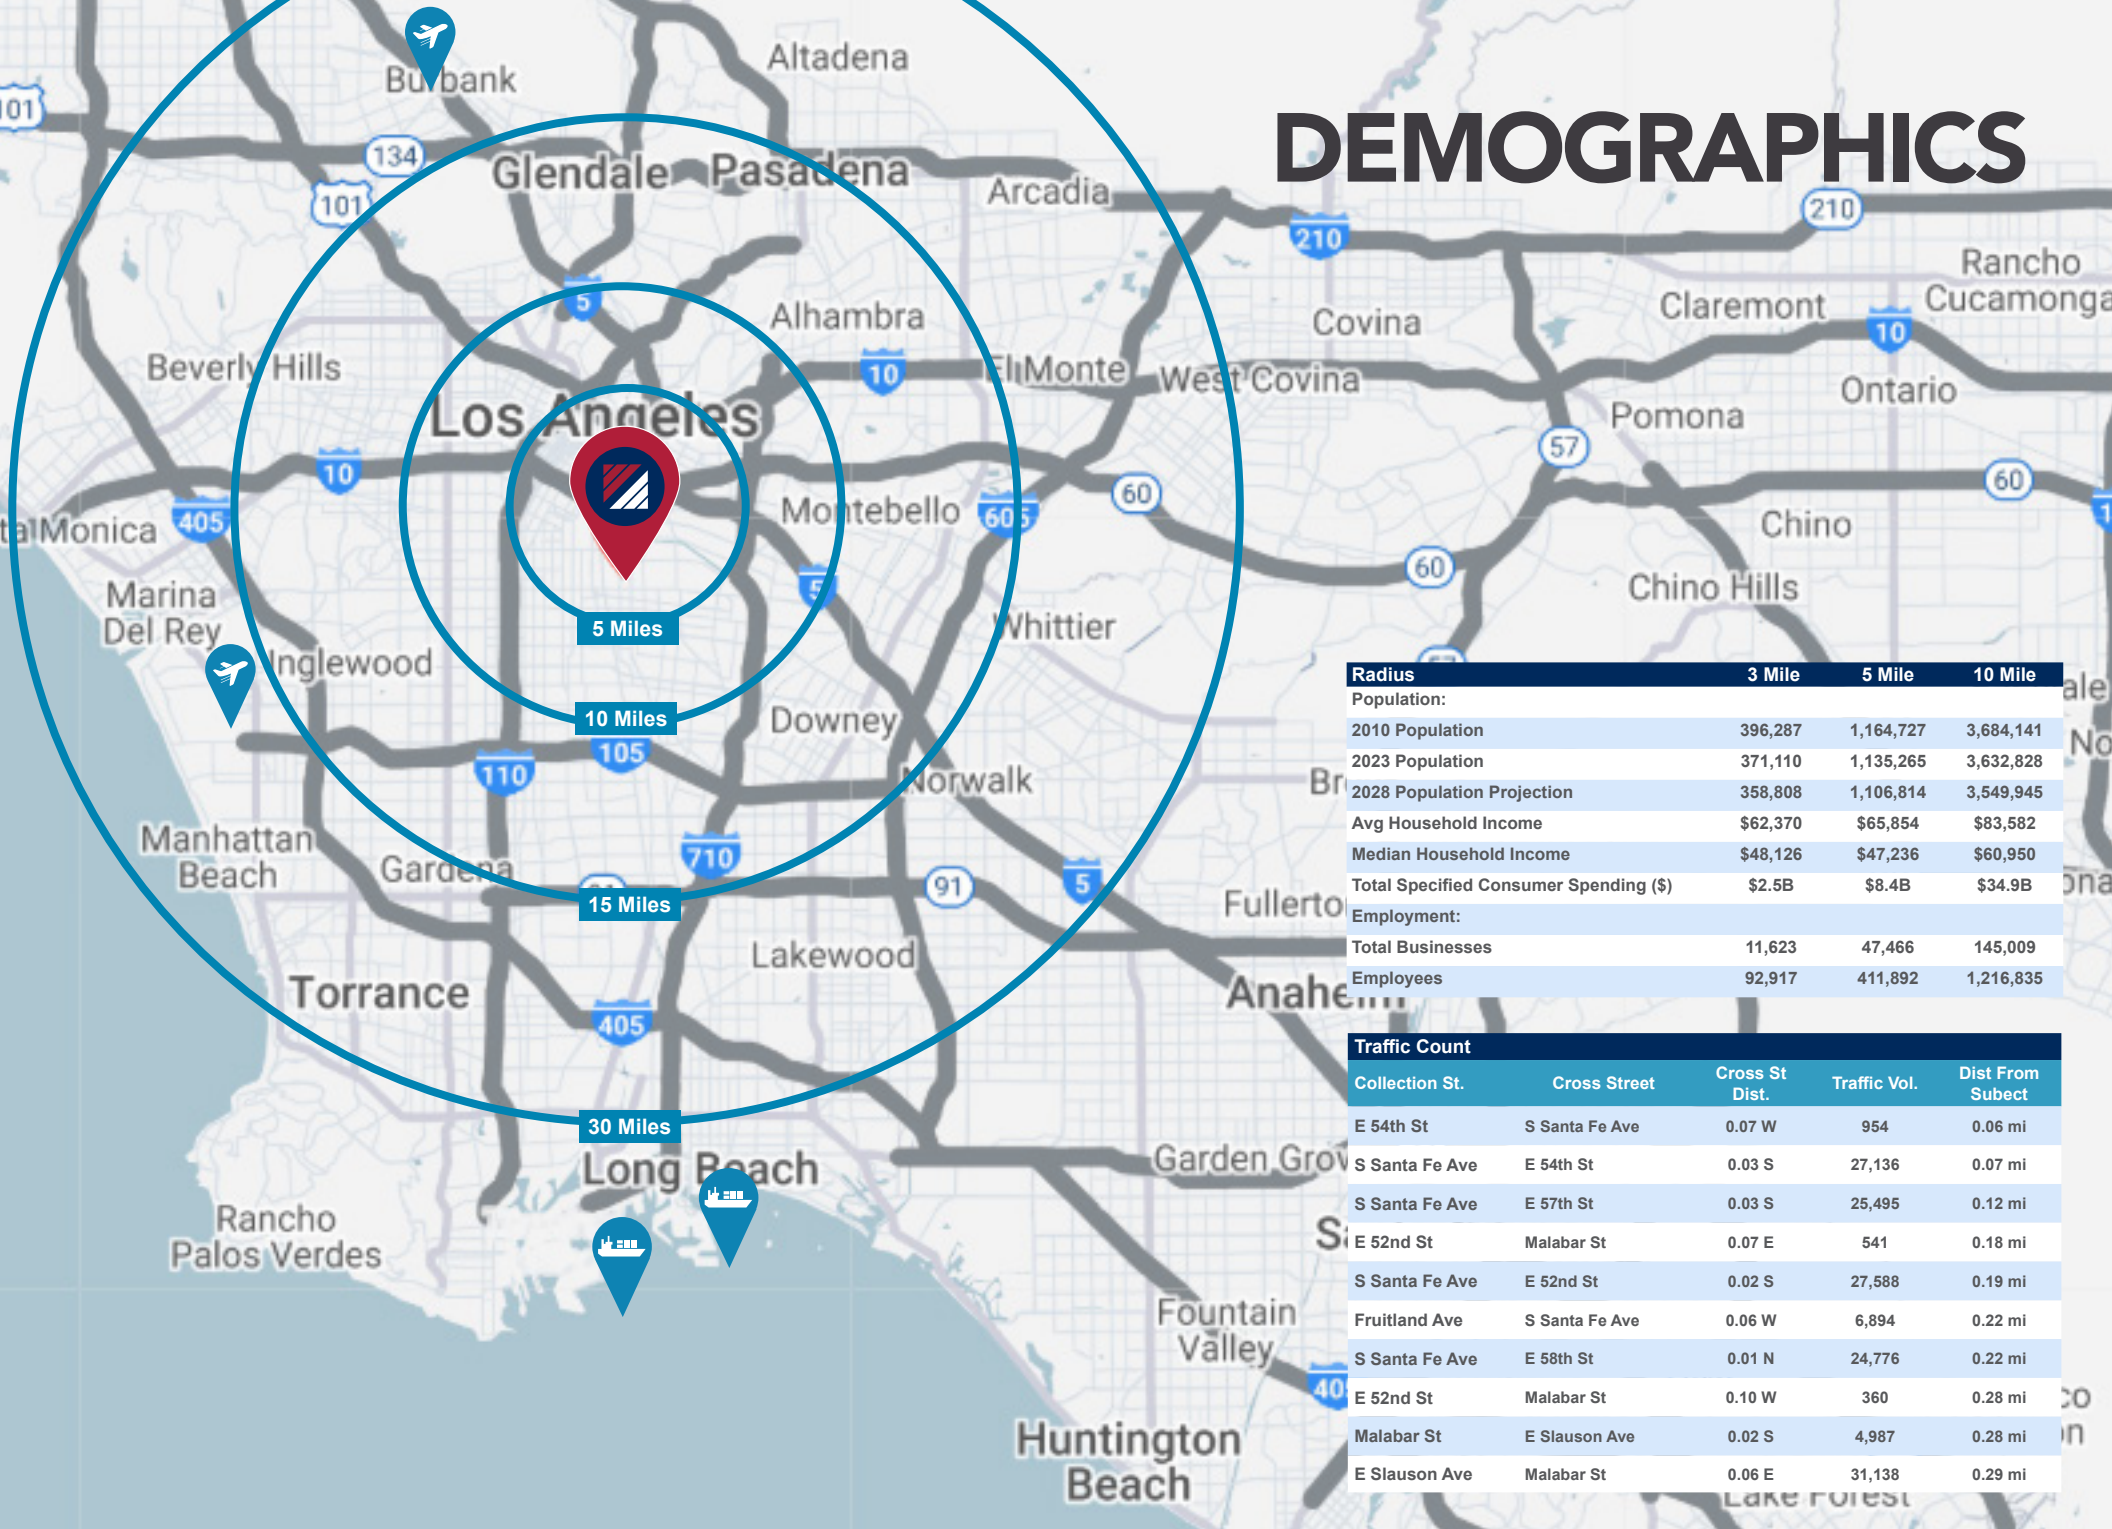 DEMOGRAPHICS
Burbank
Altadena
101
134
Glendale
Pasadena
101
Arcadia
210
210
Rancho
Cucamonga
5
Alhambra
Covina
Claremont
10
Beverly Hills
10
El Monte
West Covina
Ontario
Los Angeles
Pomona
57
10
60
60
405
Montebello
605
Monica
Chino
60
5
Chino Hills
Marina
Del Rey
Whittier
5 Miles
Inglewood
10 Miles
Downey
105
110
Norwalk
Manhattan
Beach
710
Gardena
91
5
15 Miles
Fullerto
Lakewood
Torrance
Anaheim
405
30 Miles
Long Beach
Garden Grov
Rancho
Palos Verdes
Fountain
Valley
405
Huntington
Beach
Lake Forest
Radius 3 Mile 5 Mile 10 Mile
Population:
2010 Population 396,287 1,164,727 3,684,141
2023 Population 371,110 1,135,265 3,632,828
2028 Population Projection 358,808 1,106,814 3,549,945
Avg Household Income $62,370 $65,854 $83,582
Median Household Income $48,126 $47,236 $60,950
Total Specified Consumer Spending ($) $2.5B $8.4B $34.9B
Employment:
Total Businesses 11,623 47,466 145,009
Employees 92,917 411,892 1,216,835
Traffic Count
Collection St. Cross Street Cross St Dist. Traffic Vol. Dist From Subect
E 54th St S Santa Fe Ave 0.07 W 954 0.06 mi
S Santa Fe Ave E 54th St 0.03 S 27,136 0.07 mi
S Santa Fe Ave E 57th St 0.03 S 25,495 0.12 mi
E 52nd St Malabar St 0.07 E 541 0.18 mi
S Santa Fe Ave E 52nd St 0.02 S 27,588 0.19 mi
Fruitland Ave S Santa Fe Ave 0.06 W 6,894 0.22 mi
S Santa Fe Ave E 58th St 0.01 N 24,776 0.22 mi
E 52nd St Malabar St 0.10 W 360 0.28 mi
Malabar St E Slauson Ave 0.02 S 4,987 0.28 mi
E Slauson Ave Malabar St 0.06 E 31,138 0.29 mi